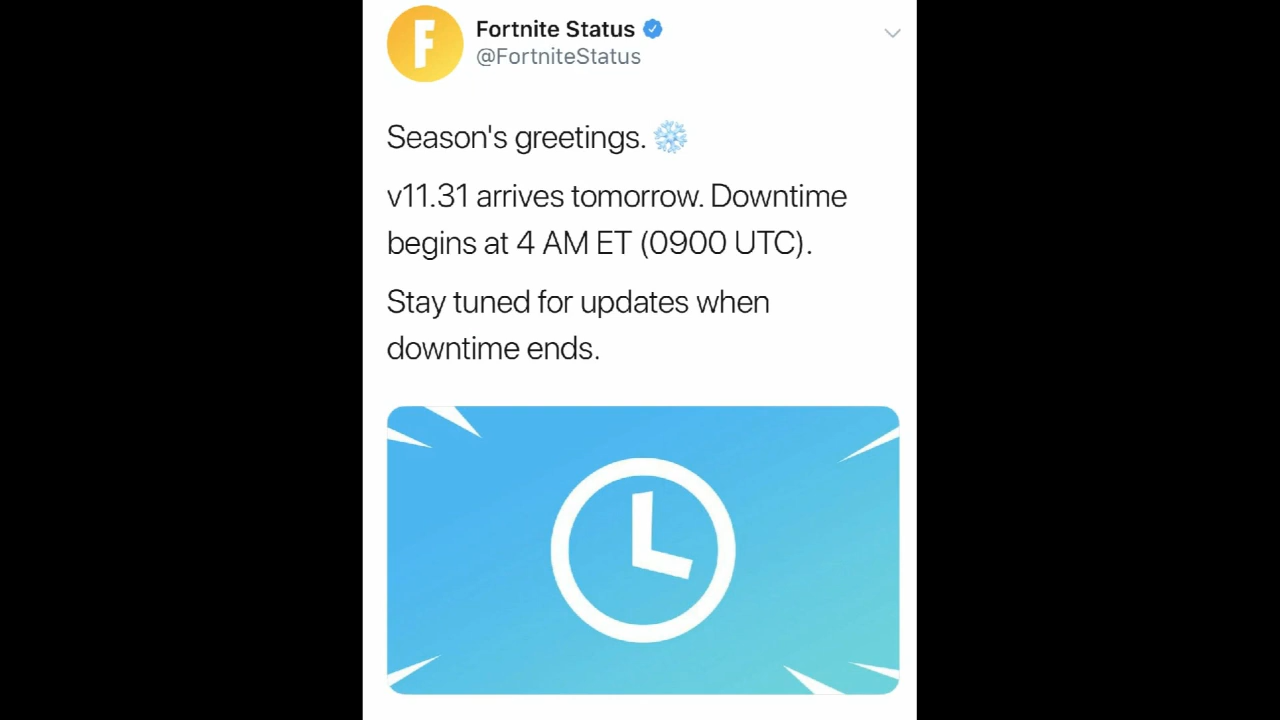 Fortnite Status
@FortniteStatus
Season's greetings. ❄️
v11.31 arrives tomorrow. Downtime
begins at 4 AM ET (0900 UTC).
Stay tuned for updates when
downtime ends.